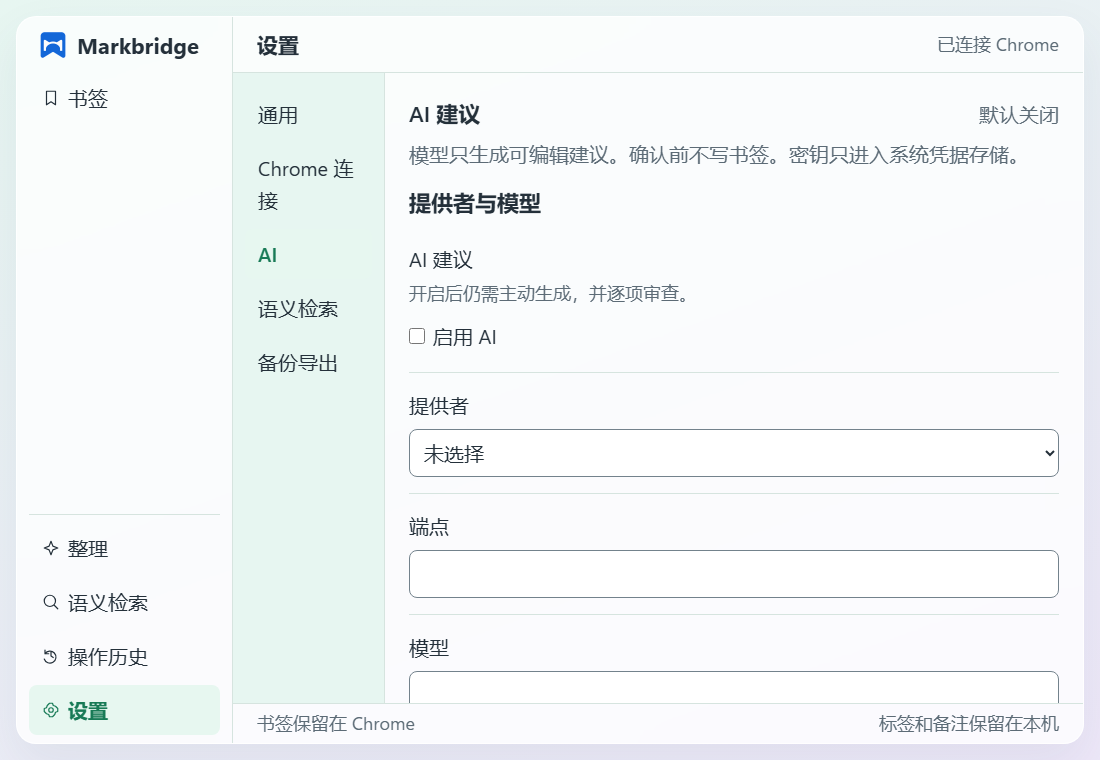 Markbridge
书签
整理
语义检索
操作历史
设置
设置
已连接 Chrome
通用
Chrome 连
接
AI
语义检索
备份导出
AI 建议
默认关闭
模型只生成可编辑建议。确认前不写书签。密钥只进入系统凭据存储。
提供者与模型
AI 建议
开启后仍需主动生成，并逐项审查。
启用 AI
提供者
未选择
端点
模型
书签保留在 Chrome
标签和备注保留在本机